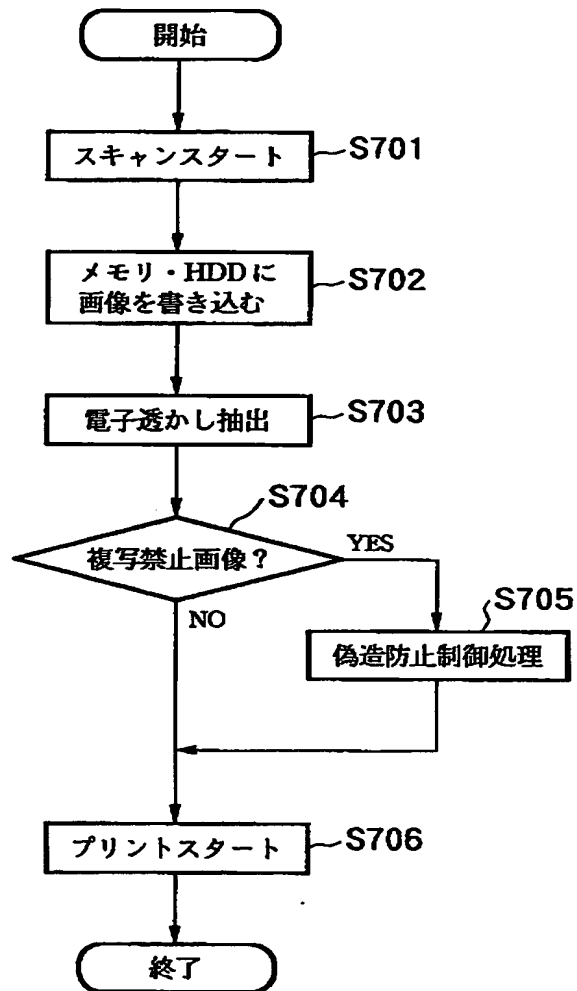 開始
スキャンスタート
S701
メモリ・HDDに
画像を書き込む
S702
電子透かし抽出
S703
S704
複写禁止画像？
YES
NO
S705
偽造防止制御処理
プリントスタート
S706
終了